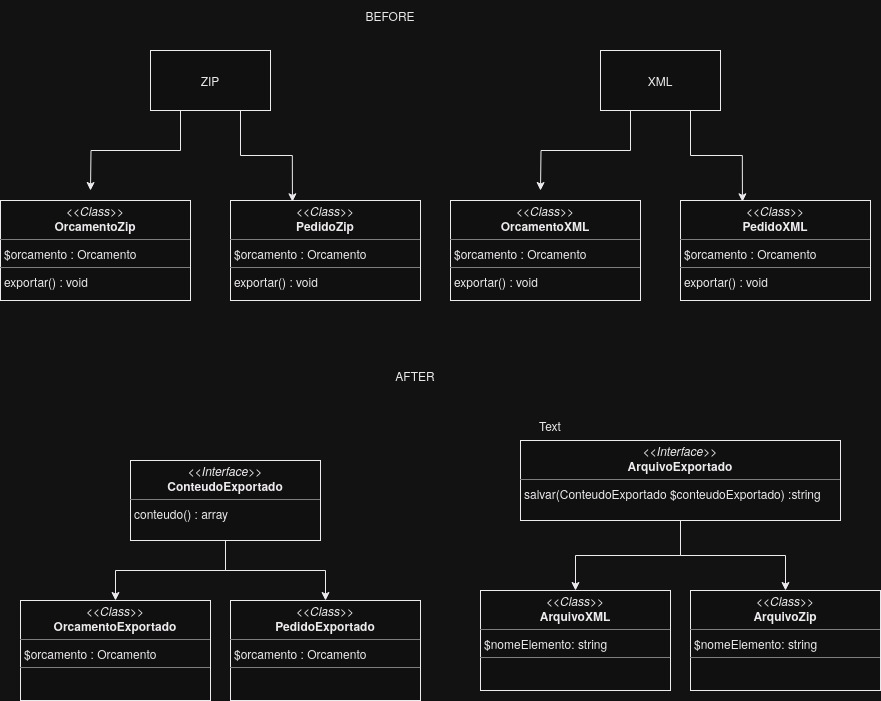 BEFORE
ZIP
XML
<<Class>>
OrcamentoZip
$orcamento : Orcamento
exportar() : void
<<Class>>
PedidoZip
$orcamento : Orcamento
exportar() : void
<<Class>>
OrcamentoXML
$orcamento : Orcamento
exportar() : void
<<Class>>
PedidoXML
$orcamento : Orcamento
exportar() : void
AFTER
<<Interface>>
ConteudoExportado
conteudo() : array
Text
<<Interface>>
ArquivoExportado
salvar(ConteudoExportado $conteudoExportado) :string
<<Class>>
OrcamentoExportado
$orcamento : Orcamento
<<Class>>
PedidoExportado
$orcamento : Orcamento
<<Class>>
ArquivoXML
$nomeElemento: string
<<Class>>
ArquivoZip
$nomeElemento: string